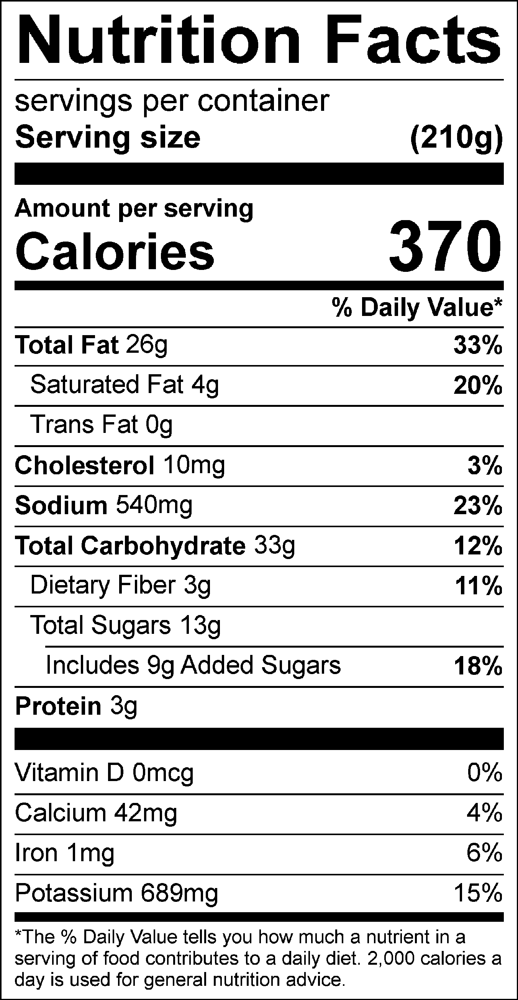 Nutrition Facts
servings per container
Serving size (210g)
Amount per serving
Calories 370
% Daily Value*
Total Fat 26g 33%
Saturated Fat 4g 20%
Trans Fat 0g
Cholesterol 10mg 3%
Sodium 540mg 23%
Total Carbohydrate 33g 12%
Dietary Fiber 3g 11%
Total Sugars 13g
Includes 9g Added Sugars 18%
Protein 3g
Vitamin D 0mcg 0%
Calcium 42mg 4%
Iron 1mg 6%
Potassium 689mg 15%
*The % Daily Value tells you how much a nutrient in a
serving of food contributes to a daily diet. 2,000 calories a
day is used for general nutrition advice.